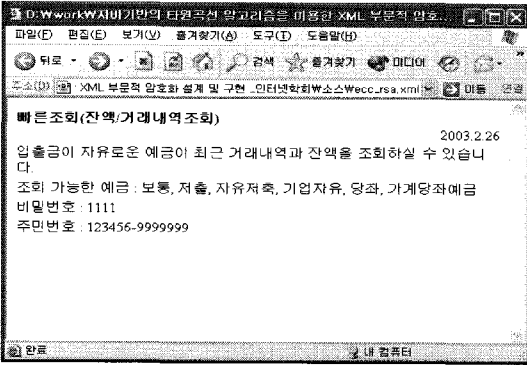 D:₩work₩자바기반의 타원곡선 알고리즘을 이용한 XML 부분적 암호...
파일(F) 편집(E) 보기(V) 즐겨찾기(A) 도구(T) 도움말(H)
뒤로 검색 즐겨찾기 미디어
주소(D) XML 부분적 암호화 설계 및 구현 _인터넷학회₩소스₩ecc_rsa.xml 이동 연결
빠른조회(잔액/거래내역조회)
2003.2.26
입출금이 자유로운 예금이 최근 거래내역과 잔액을 조회하실 수 있습니
다.
조회 가능한 예금 : 보통, 저출, 자유저축, 기업자유, 당좌, 가계당좌예금
비밀번호 : 1111
주민번호 : 123456-9999999
완료 내 컴퓨터